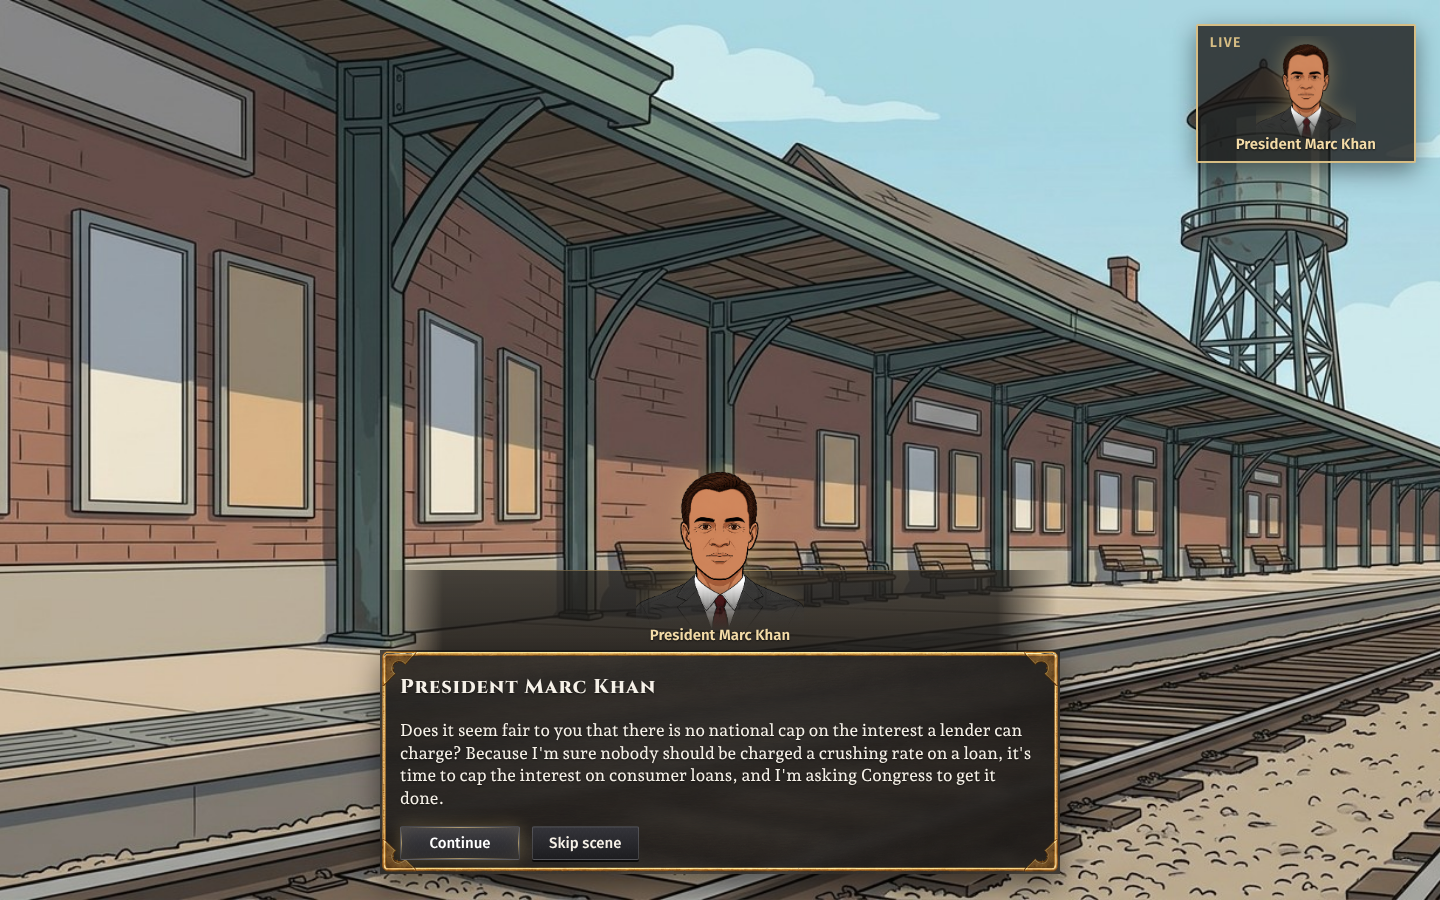 LIVE
President Marc Khan
President Marc Khan
President Marc Khan
Does it seem fair to you that there is no national cap on the interest a lender can
charge? Because I'm sure nobody should be charged a crushing rate on a loan, it's
time to cap the interest on consumer loans, and I'm asking Congress to get it
done.
Continue
Skip scene